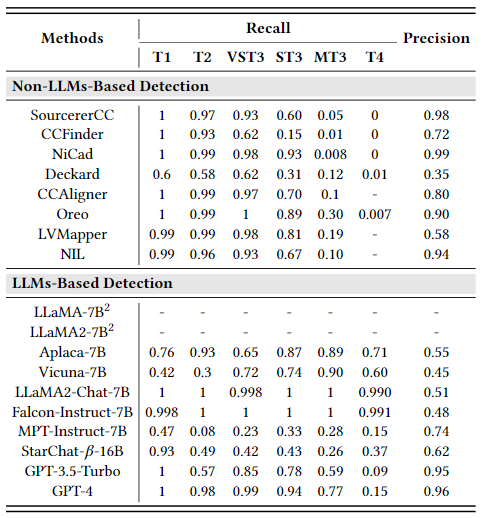 Methods Recall Precision
T1 T2 VST3 ST3 MT3 T4
Non-LLMs-Based Detection
SourcererCC 1 0.97 0.93 0.60 0.05 0 0.98
CCFinder 1 0.93 0.62 0.15 0.01 0 0.72
NiCad 1 0.99 0.98 0.93 0.008 0 0.99
Deckard 0.6 0.58 0.62 0.31 0.12 0.01 0.35
CCAligner 1 0.99 0.97 0.70 0.1 - 0.80
Oreo 1 0.99 1 0.89 0.30 0.007 0.90
LVMapper 0.99 0.99 0.98 0.81 0.19 - 0.58
NIL 0.99 0.96 0.93 0.67 0.10 - 0.94
LLMs-Based Detection
LLaMA-7B² - - - - - - -
LLaMA2-7B² - - - - - - -
Aplaca-7B 0.76 0.93 0.65 0.87 0.89 0.71 0.55
Vicuna-7B 0.42 0.3 0.72 0.74 0.90 0.60 0.45
LLaMA2-Chat-7B 1 1 0.998 1 1 0.990 0.51
Falcon-Instruct-7B 0.998 1 1 1 1 0.991 0.48
MPT-Instruct-7B 0.47 0.08 0.23 0.33 0.28 0.15 0.74
StarChat-β-16B 0.93 0.49 0.42 0.43 0.26 0.37 0.62
GPT-3.5-Turbo 1 0.57 0.85 0.78 0.59 0.09 0.95
GPT-4 1 0.98 0.99 0.94 0.77 0.15 0.96